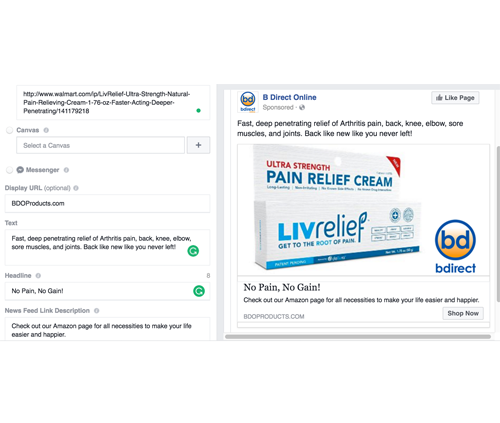 http://www.walmart.com/ip/LivRelief-Ultra-Strength-Natural-
Pain-Relieving-Cream-1-76-oz-Faster-Acting-Deeper-
Penetrating/141179218
Canvas
Select a Canvas
+
Messenger
Display URL (optional)
BDOProducts.com
Text
Fast, deep penetrating relief of Arthritis pain, back, knee, elbow,
sore muscles, and joints. Back like new like you never left!
Headline
8
No Pain, No Gain!
News Feed Link Description
Check out our Amazon page for all necessities to make your life
easier and happier.
bd
bdirect
B Direct Online
Sponsored ·
Like Page
Fast, deep penetrating relief of Arthritis pain, back, knee, elbow, sore
muscles, and joints. Back like new like you never left!
ULTRA STRENGTH
PAIN RELIEF CREAM
LIVrelief
GET TO THE ROOT OF PAIN.
bd
bdirect
No Pain, No Gain!
Check out our Amazon page for all necessities to make your life easier and happier.
BDOPRODUCTS.COM
Shop Now